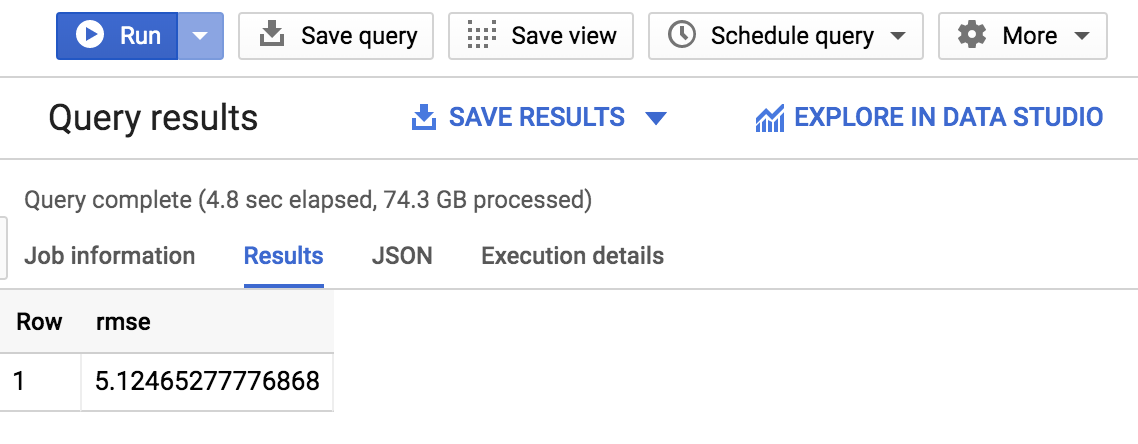 Run Save query Save view Schedule query More
Query results SAVE RESULTS EXPLORE IN DATA STUDIO
Query complete (4.8 sec elapsed, 74.3 GB processed)
Job information Results JSON Execution details
Row rmse
1 5.12465277776868